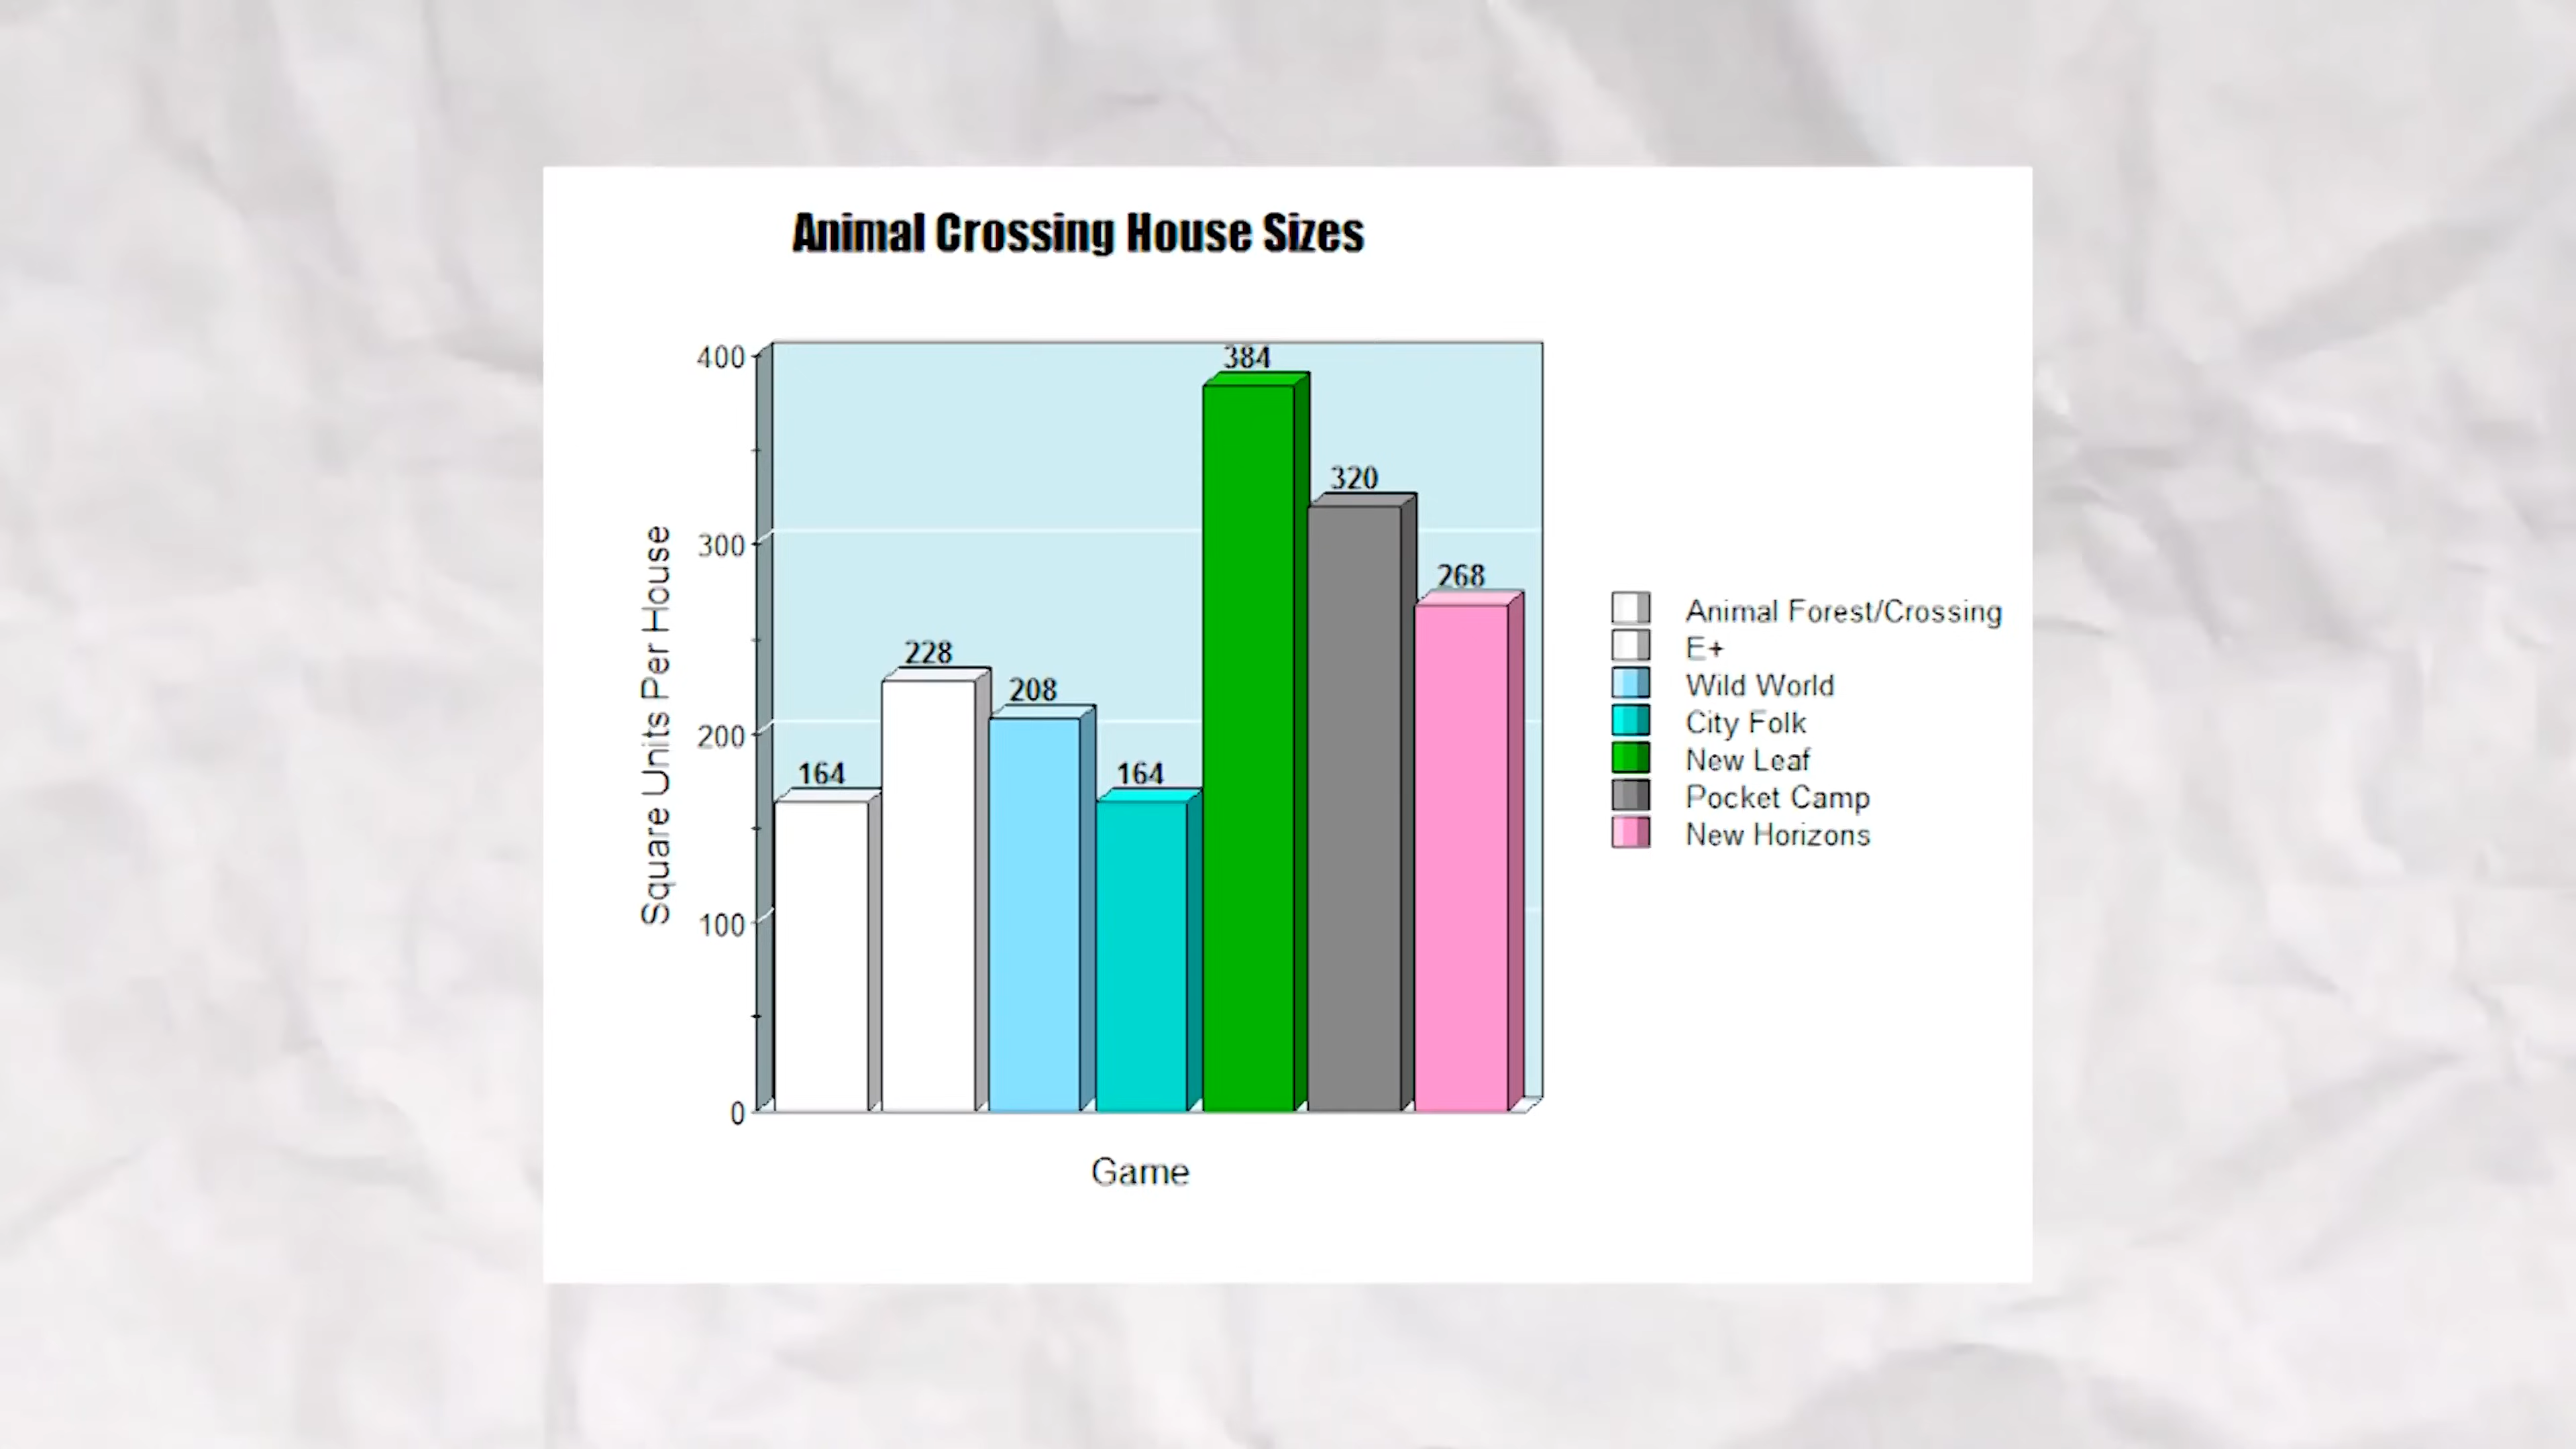 Animal Crossing House Sizes
400
300
200
100
0
Square Units Per House
164
228
208
164
384
320
268
Game
Animal Forest/Crossing
E+
Wild World
City Folk
New Leaf
Pocket Camp
New Horizons